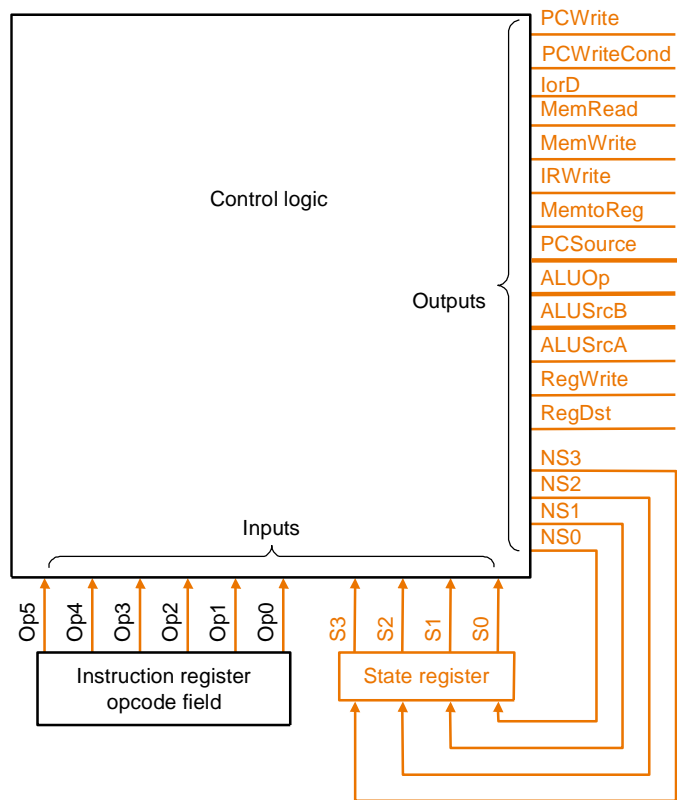 PCWrite
PCWriteCond
IorD
MemRead
MemWrite
IRWrite
MemtoReg
PCSource
ALUOp
ALUSrcB
ALUSrcA
RegWrite
RegDst
NS3
NS2
NS1
NS0
Control logic
Outputs
Inputs
Op5
Op4
Op3
Op2
Op1
Op0
S3
S2
S1
S0
Instruction register
opcode field
State register